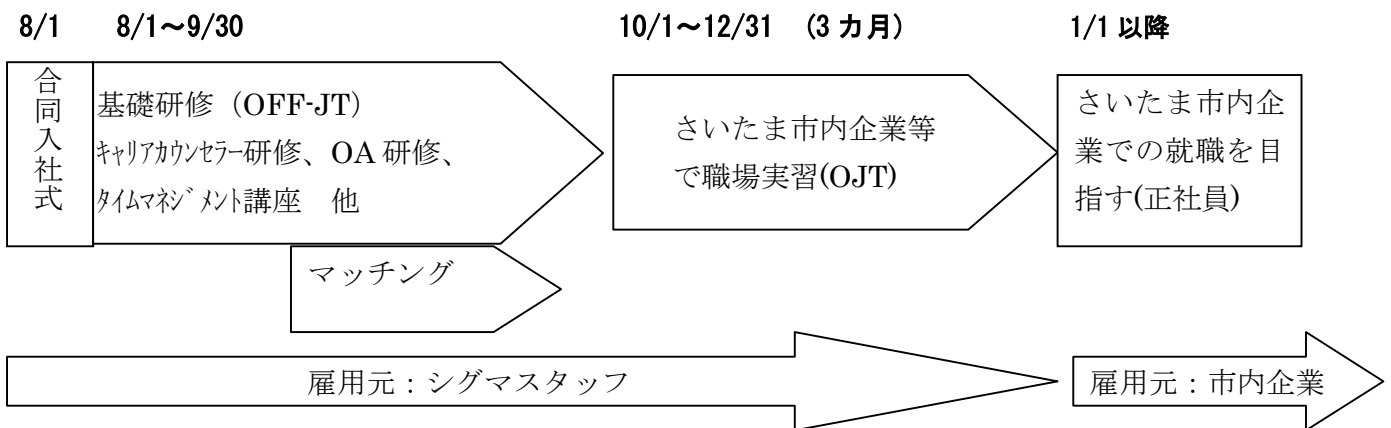 8/1 8/1～9/30 10/1～12/31 (3カ月) 1/1以降
合同入社式
基礎研修（OFF-JT）
ｷｬﾘｱｶｳﾝｾﾗｰ研修、OA研修、
ﾀｲﾑﾏﾈｼﾞﾒﾝﾄ講座　他
さいたま市内企業等
で職場実習(OJT)
さいたま市内企
業での就職を目
指す(正社員)
マッチング
雇用元：シグマスタッフ
雇用元：市内企業